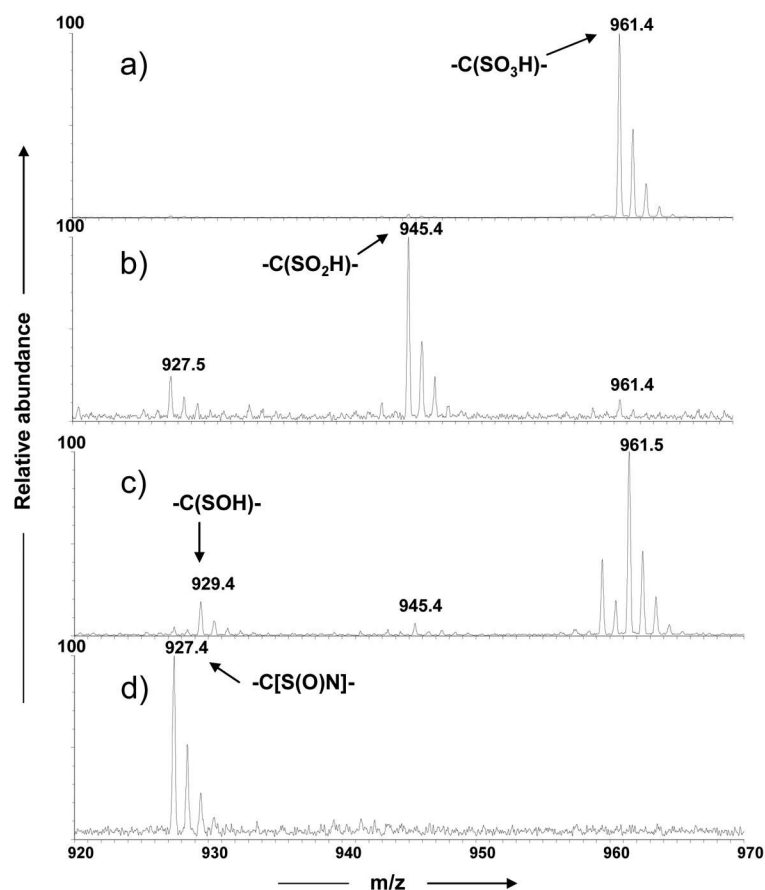 100
a)
-C(SO₃H)-
961.4
100
b)
-C(SO₂H)-
945.4
927.5
961.4
Relative abundance
100
c)
-C(SOH)-
929.4
945.4
961.5
100
d)
927.4
-C[S(O)N]-
920 930 940 950 960 970
m/z